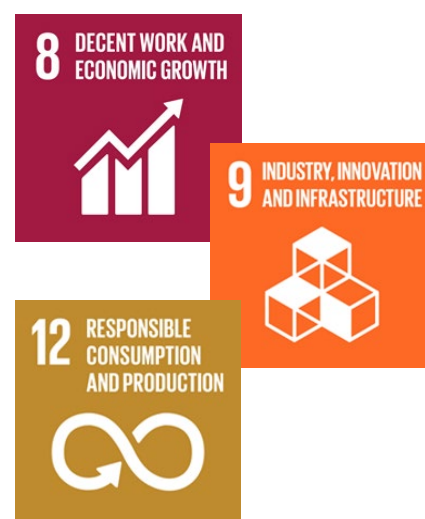 8 DECENT WORK AND
ECONOMIC GROWTH
9 INDUSTRY, INNOVATION
AND INFRASTRUCTURE
12 RESPONSIBLE
CONSUMPTION
AND PRODUCTION